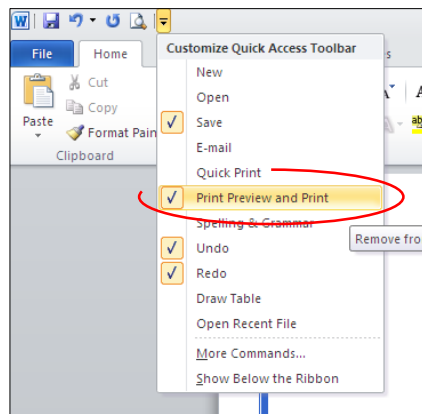 W
File Home Customize Quick Access Toolbar s
New
Cut
Open
Copy
Save
Paste
Format Pain
E-mail
Clipboard
Quick Print
Print Preview and Print
Spelling & Grammar
Remove fro
Undo
Redo
Draw Table
Open Recent File
More Commands...
Show Below the Ribbon